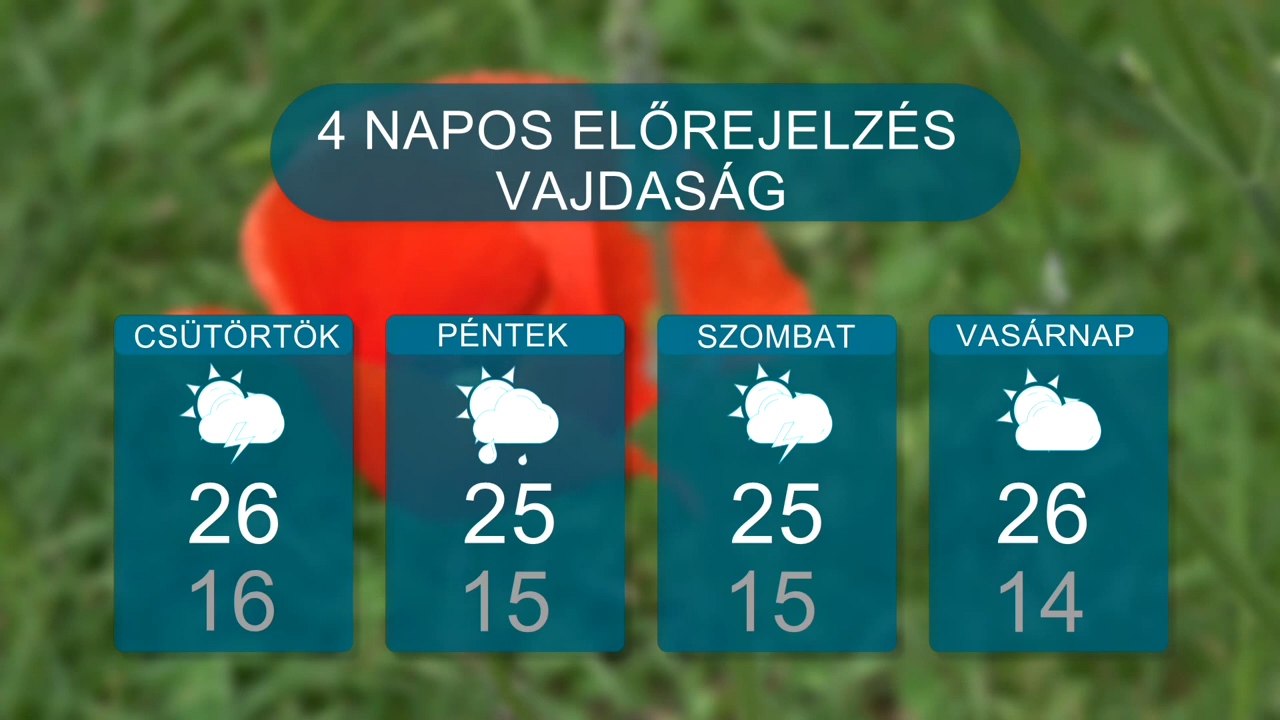 4 NAPOS ELŐREJELZÉS
VAJDASÁG
CSÜTÖRTÖK
26
16
PÉNTEK
25
15
SZOMBAT
25
15
VASÁRNAP
26
14